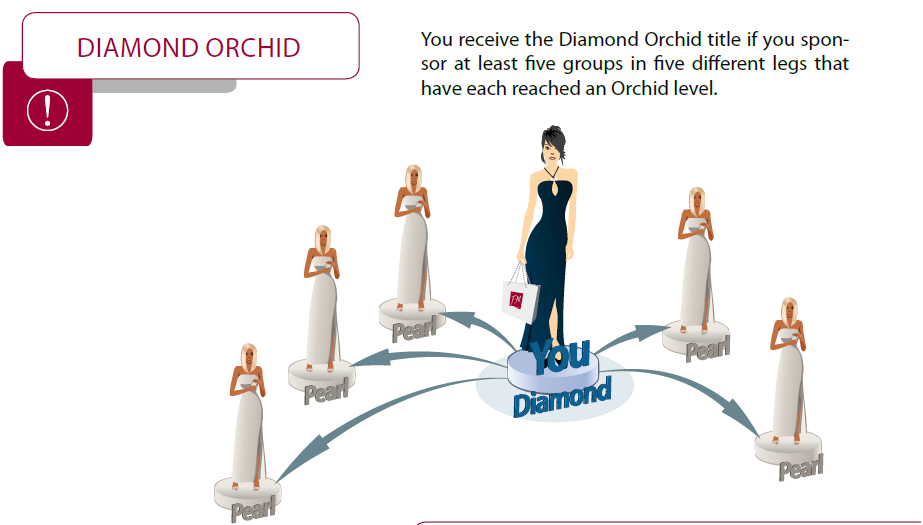 DIAMOND ORCHID
You receive the Diamond Orchid title if you spon-
sor at least five groups in five different legs that
have each reached an Orchid level.
!
FM
Pearl
Pearl
Pearl
Pearl
Pearl
You
Diamond